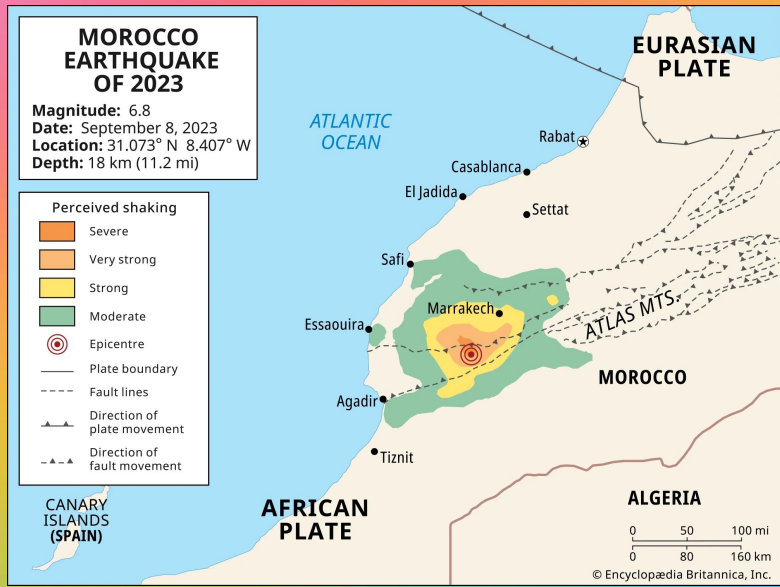 MOROCCO
EARTHQUAKE
OF 2023
Magnitude: 6.8
Date: September 8, 2023
Location: 31.073° N 8.407° W
Depth: 18 km (11.2 mi)
Perceived shaking
Severe
Very strong
Strong
Moderate
Epicentre
Plate boundary
Fault lines
Direction of
plate movement
Direction of
fault movement
ATLANTIC
OCEAN
EURASIAN
PLATE
Rabat
Casablanca
El Jadida
Settat
Safi
Marrakech
Essaouira
ATLAS MTS.
MOROCCO
Agadir
Tiznit
CANARY
ISLANDS
(SPAIN)
AFRICAN
PLATE
ALGERIA
0 50 100 mi
0 80 160 km
© Encyclopædia Britannica, Inc.